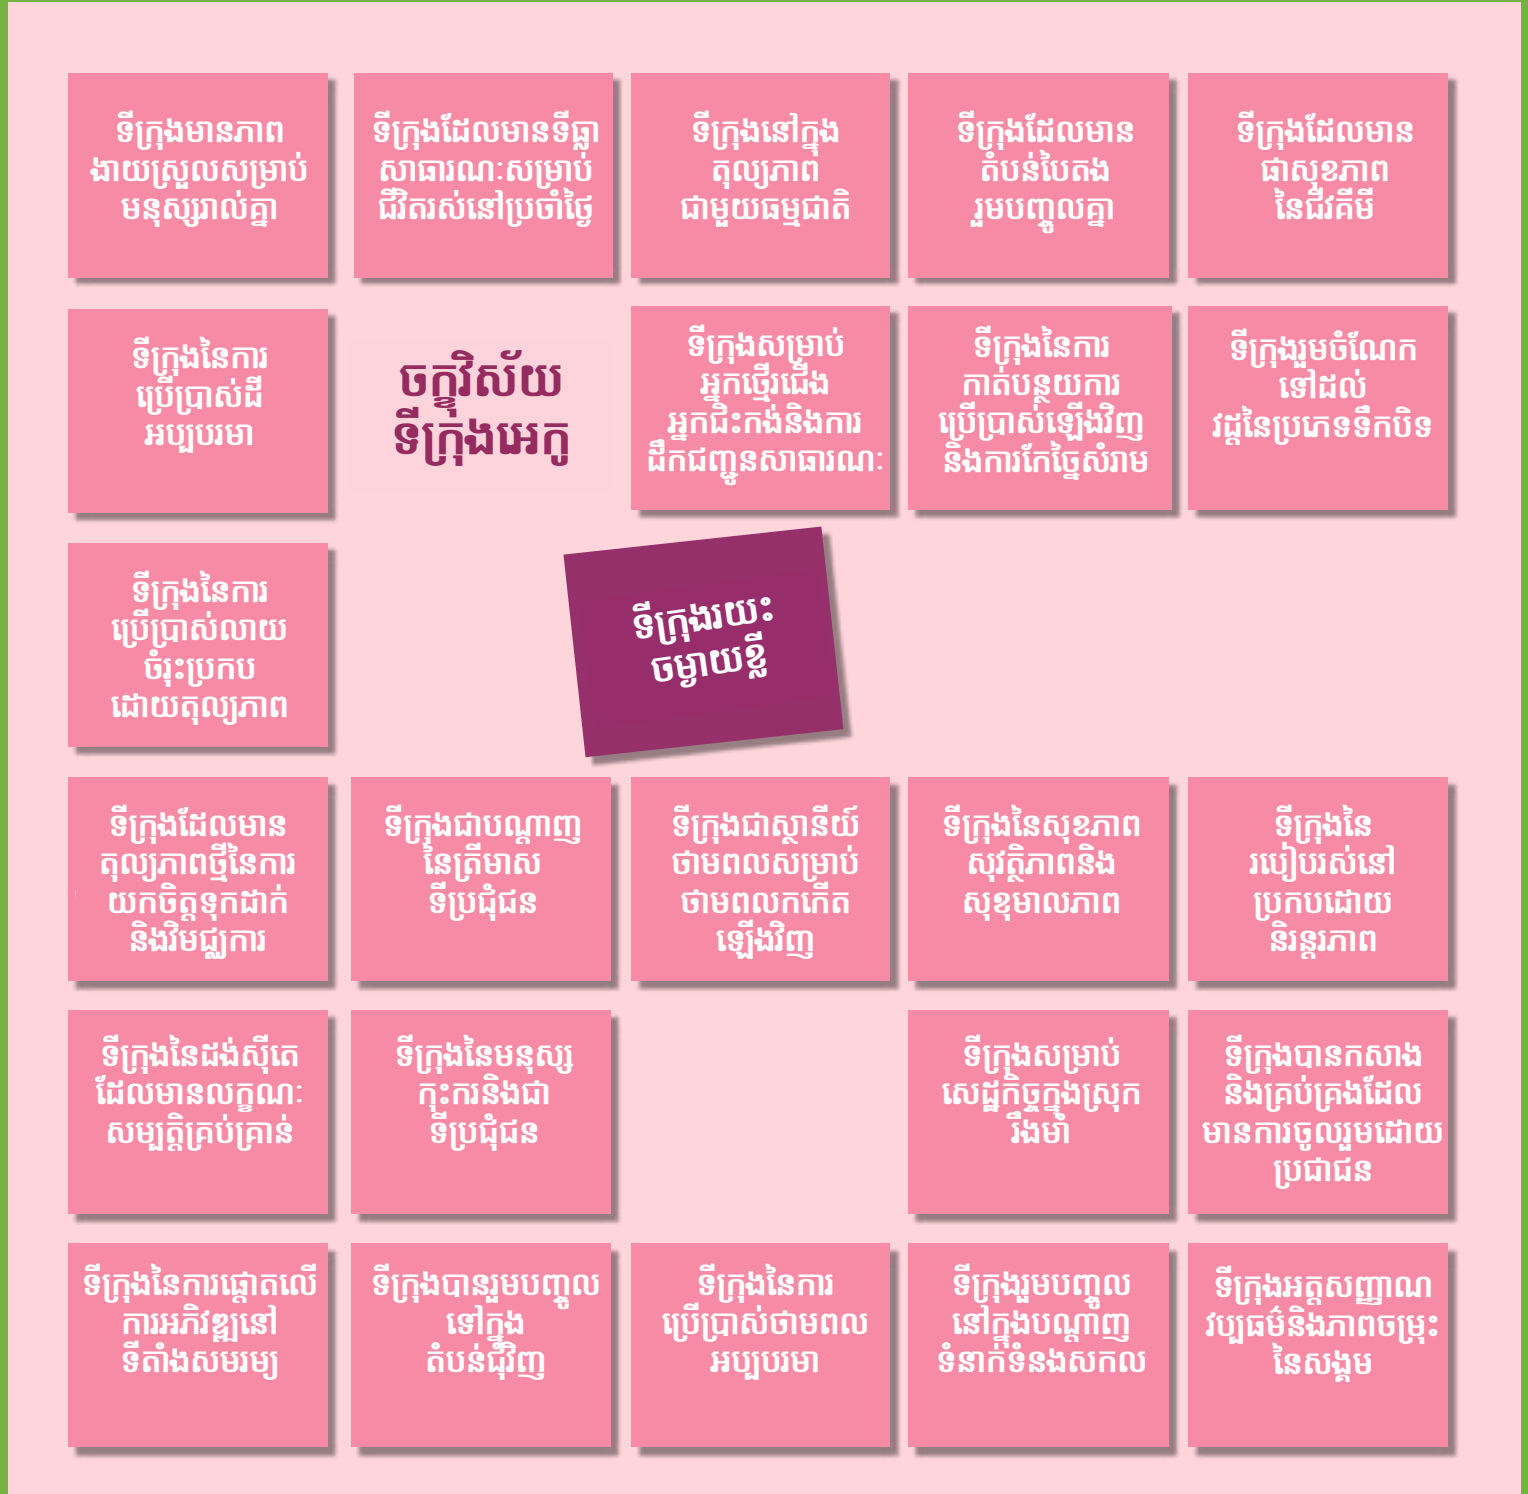 ទីក្រុងមានភាព
ងាយស្រួលសម្រាប់
មនុស្សរាល់គ្នា
ទីក្រុងដែលមានទីធ្លា
សាធារណៈសម្រាប់
ជីវិតរស់នៅប្រចាំថ្ងៃ
ទីក្រុងនៅក្នុង
តុល្យភាព
ជាមួយធម្មជាតិ
ទីក្រុងដែលមាន
តំបន់បៃតង
រួមបញ្ចូលគ្នា
ទីក្រុងដែលមាន
ផាសុខភាព
នៃជីវគីមី
ទីក្រុងនៃការ
ប្រើប្រាស់ដី
អប្បបរមា
ចក្ខុវិស័យ
ទីក្រុងអេកូ
ទីក្រុងសម្រាប់
អ្នកថ្មើរជើង
អ្នកជិះកង់និងការ
ដឹកជញ្ជូនសាធារណៈ
ទីក្រុងនៃការ
កាត់បន្ថយការ
ប្រើប្រាស់ឡើងវិញ
និងការកែច្នៃសំរាម
ទីក្រុងរួមចំណែក
ទៅដល់
វដ្តនៃប្រភេទទឹកបិទ
ទីក្រុងនៃការ
ប្រើប្រាស់លាយ
ចំរុះប្រកប
ដោយតុល្យភាព
ទីក្រុងរយះ
ចម្ងាយខ្លី
ទីក្រុងដែលមាន
តុល្យភាពថ្មីនៃការ
យកចិត្តទុកដាក់
និងវិមជ្ឈការ
ទីក្រុងជាបណ្តាញ
នៃត្រីមាស
ទីប្រជុំជន
ទីក្រុងជាស្ថានីយ៍
ថាមពលសម្រាប់
ថាមពលកកើត
ឡើងវិញ
ទីក្រុងនៃសុខភាព
សុវត្ថិភាពនិង
សុខុមាលភាព
ទីក្រុងនៃ
របៀបរស់នៅ
ប្រកបដោយ
និរន្តរភាព
ទីក្រុងនៃដង់ស៊ីតេ
ដែលមានលក្ខណៈ
សម្បត្តិគ្រប់គ្រាន់
ទីក្រុងនៃមនុស្ស
កុះករនិងជា
ទីប្រជុំជន
ទីក្រុងសម្រាប់
សេដ្ឋកិច្ចក្នុងស្រុក
រឹងមាំ
ទីក្រុងបានកសាង
និងគ្រប់គ្រងដែល
មានការចូលរួមដោយ
ប្រជាជន
ទីក្រុងនៃការផ្តោតលើ
ការអភិវឌ្ឍនៅ
ទីតាំងសមរម្យ
ទីក្រុងបានរួមបញ្ចូល
ទៅក្នុង
តំបន់ជុំវិញ
ទីក្រុងនៃការ
ប្រើប្រាស់ថាមពល
អប្បបរមា
ទីក្រុងរួមបញ្ចូល
នៅក្នុងបណ្តាញ
ទំនាក់ទំនងសកល
ទីក្រុងអត្តសញ្ញាណ
វប្បធម៌និងភាពចម្រុះ
នៃសង្គម